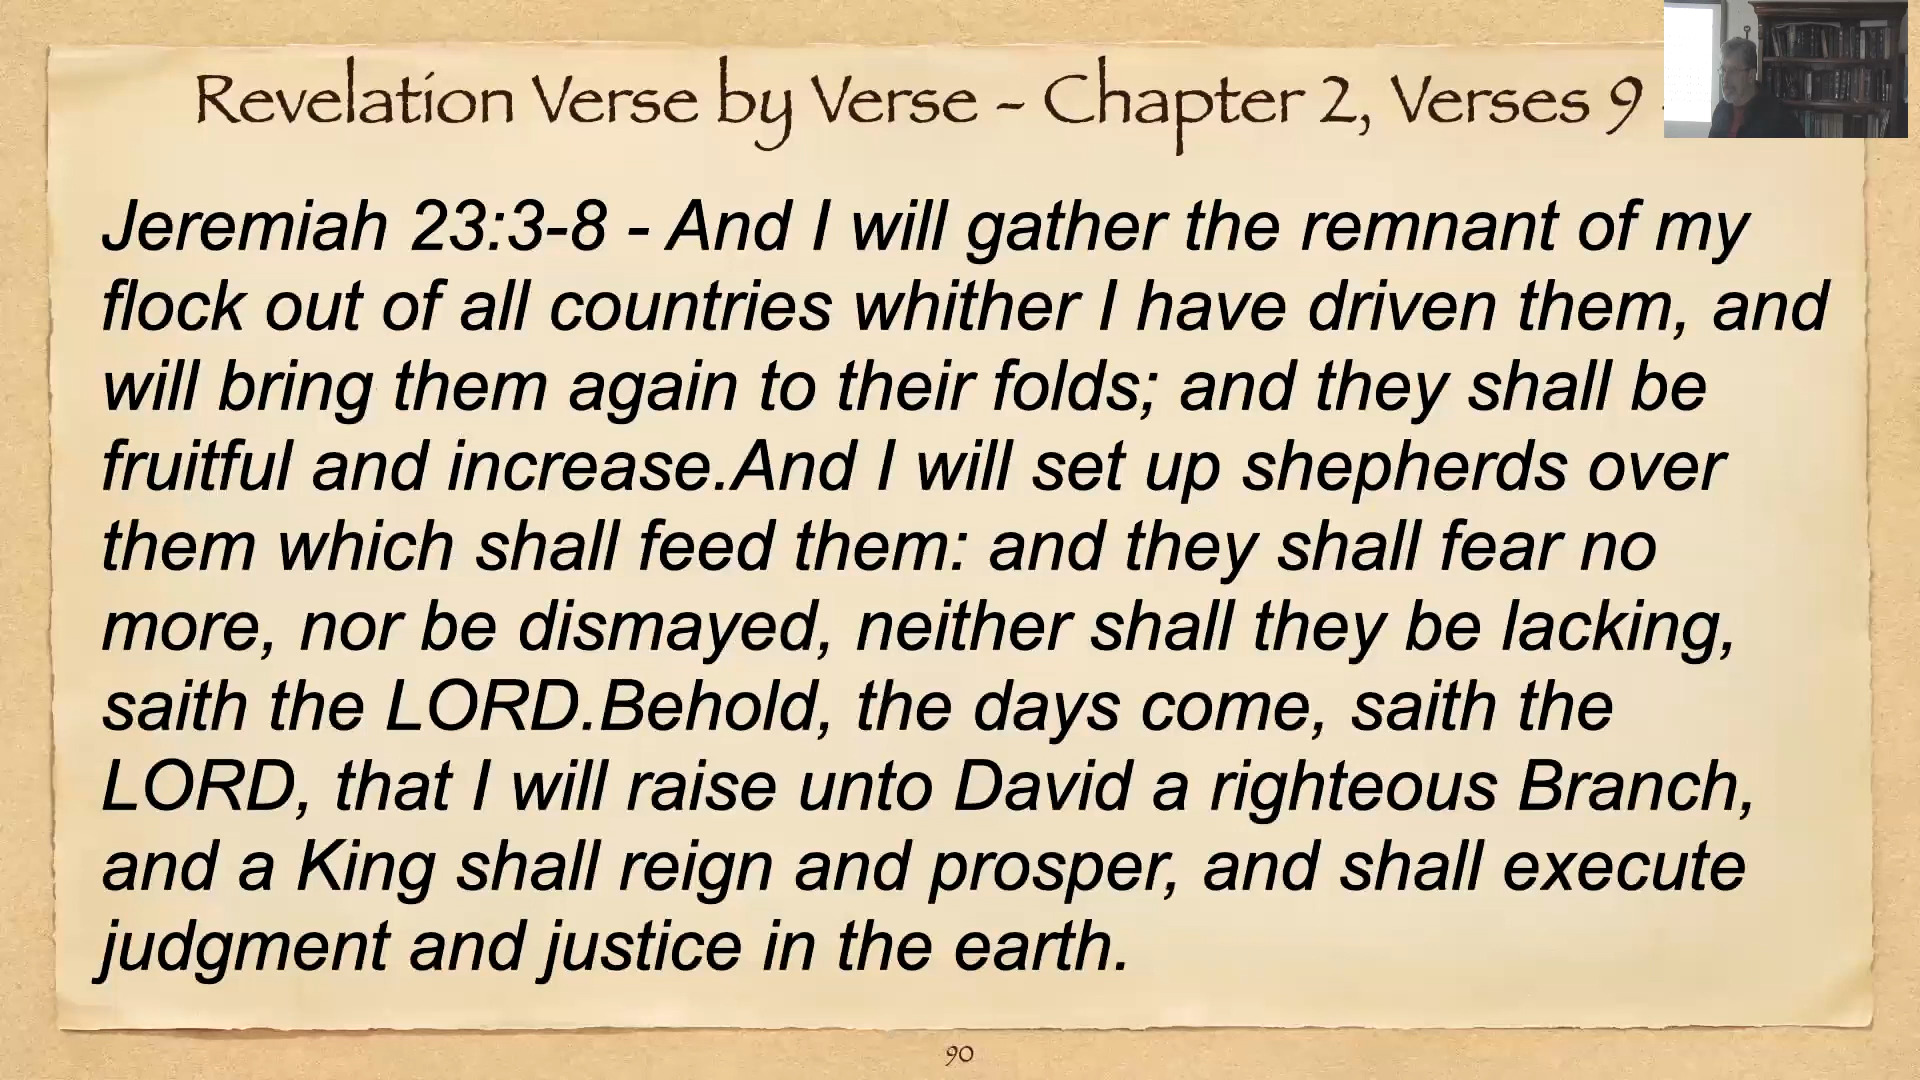 Revelation Verse by Verse - Chapter 2, Verses 9
Jeremiah 23:3-8 - And I will gather the remnant of my
flock out of all countries whither I have driven them, and
will bring them again to their folds; and they shall be
fruitful and increase.And I will set up shepherds over
them which shall feed them: and they shall fear no
more, nor be dismayed, neither shall they be lacking,
saith the LORD.Behold, the days come, saith the
LORD, that I will raise unto David a righteous Branch,
and a King shall reign and prosper, and shall execute
judgment and justice in the earth.
90